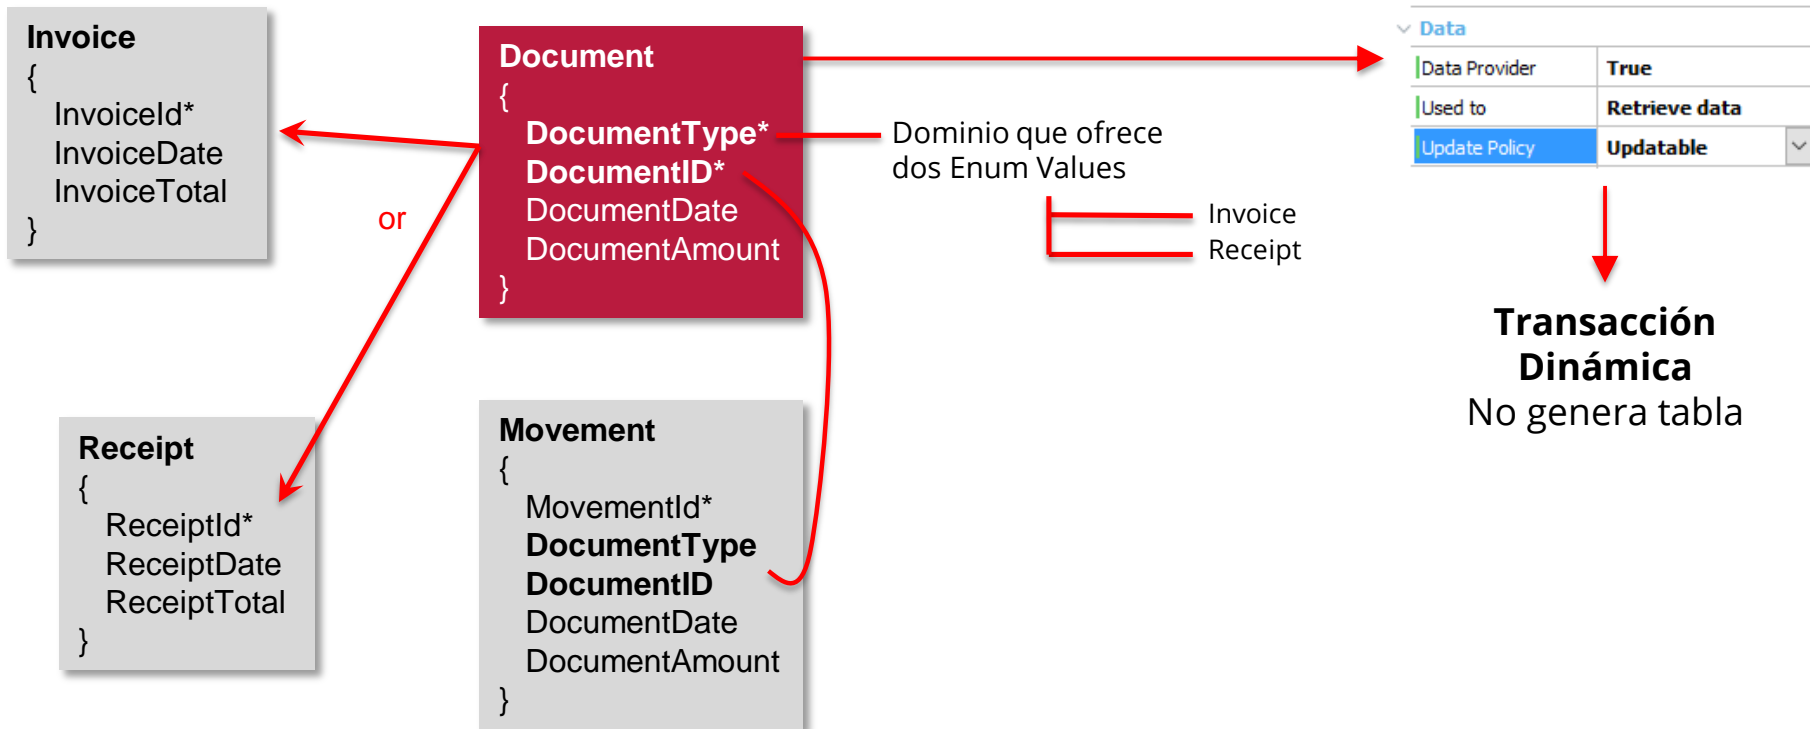 Invoice
{
InvoiceId*
InvoiceDate
InvoiceTotal
}
or
Document
{
DocumentType*
DocumentID*
DocumentDate
DocumentAmount
}
Dominio que ofrece
dos Enum Values
Invoice
Receipt
Data
Data Provider True
Used to Retrieve data
Update Policy Updatable
Transacción
Dinámica
No genera tabla
Receipt
{
ReceiptId*
ReceiptDate
ReceiptTotal
}
Movement
{
MovementId*
DocumentType
DocumentID
DocumentDate
DocumentAmount
}